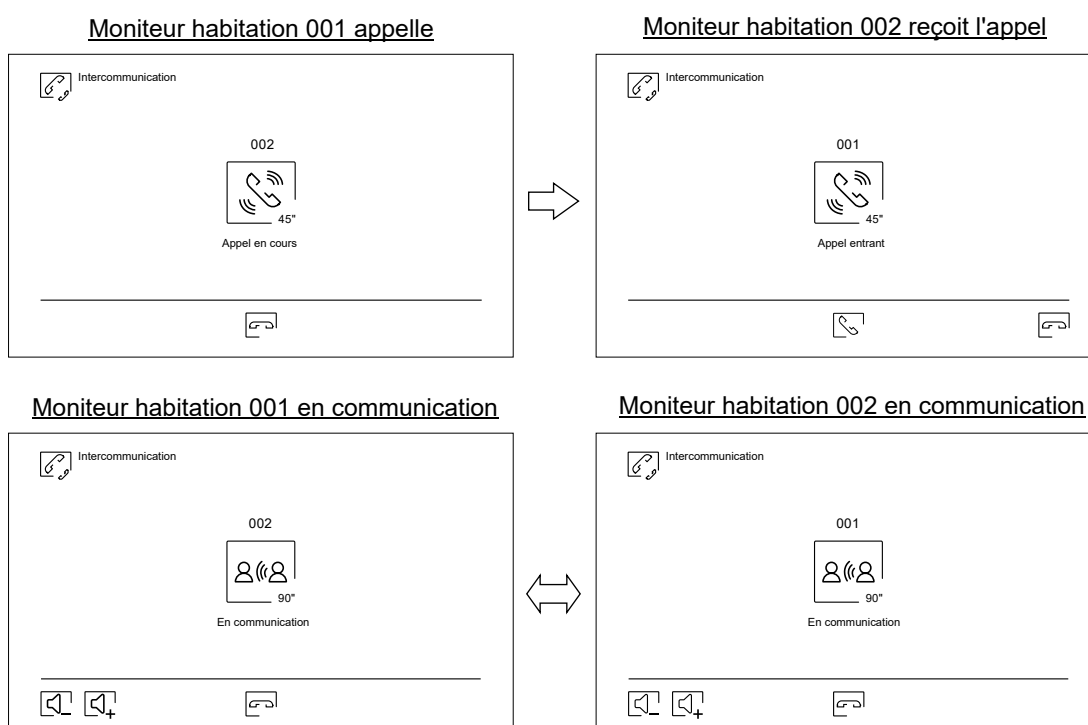 Moniteur habitation 001 appelle
Intercommunication
002
45"
Appel en cours
Moniteur habitation 002 reçoit l'appel
Intercommunication
001
45"
Appel entrant
Moniteur habitation 001 en communication
Intercommunication
002
90"
En communication
Moniteur habitation 002 en communication
Intercommunication
001
90"
En communication